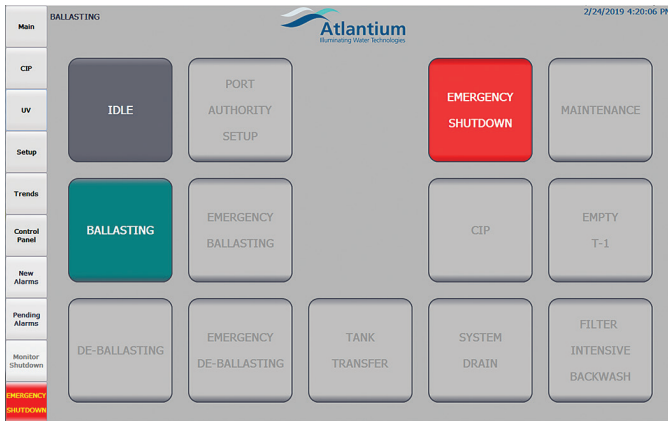 BALLASTING
Atlantium
Illuminating Water Technologies
2/24/2019 4:20:06 PM
Main
CIP
UV
Setup
Trends
Control
Panel
New
Alarms
Pending
Alarms
Monitor
Shutdown
EMERGENCY
SHUTDOWN
IDLE
PORT
AUTHORITY
SETUP
EMERGENCY
SHUTDOWN
MAINTENANCE
BALLASTING
EMERGENCY
BALLASTING
CIP
EMPTY
T-1
DE-BALLASTING
EMERGENCY
DE-BALLASTING
TANK
TRANSFER
SYSTEM
DRAIN
FILTER
INTENSIVE
BACKWASH